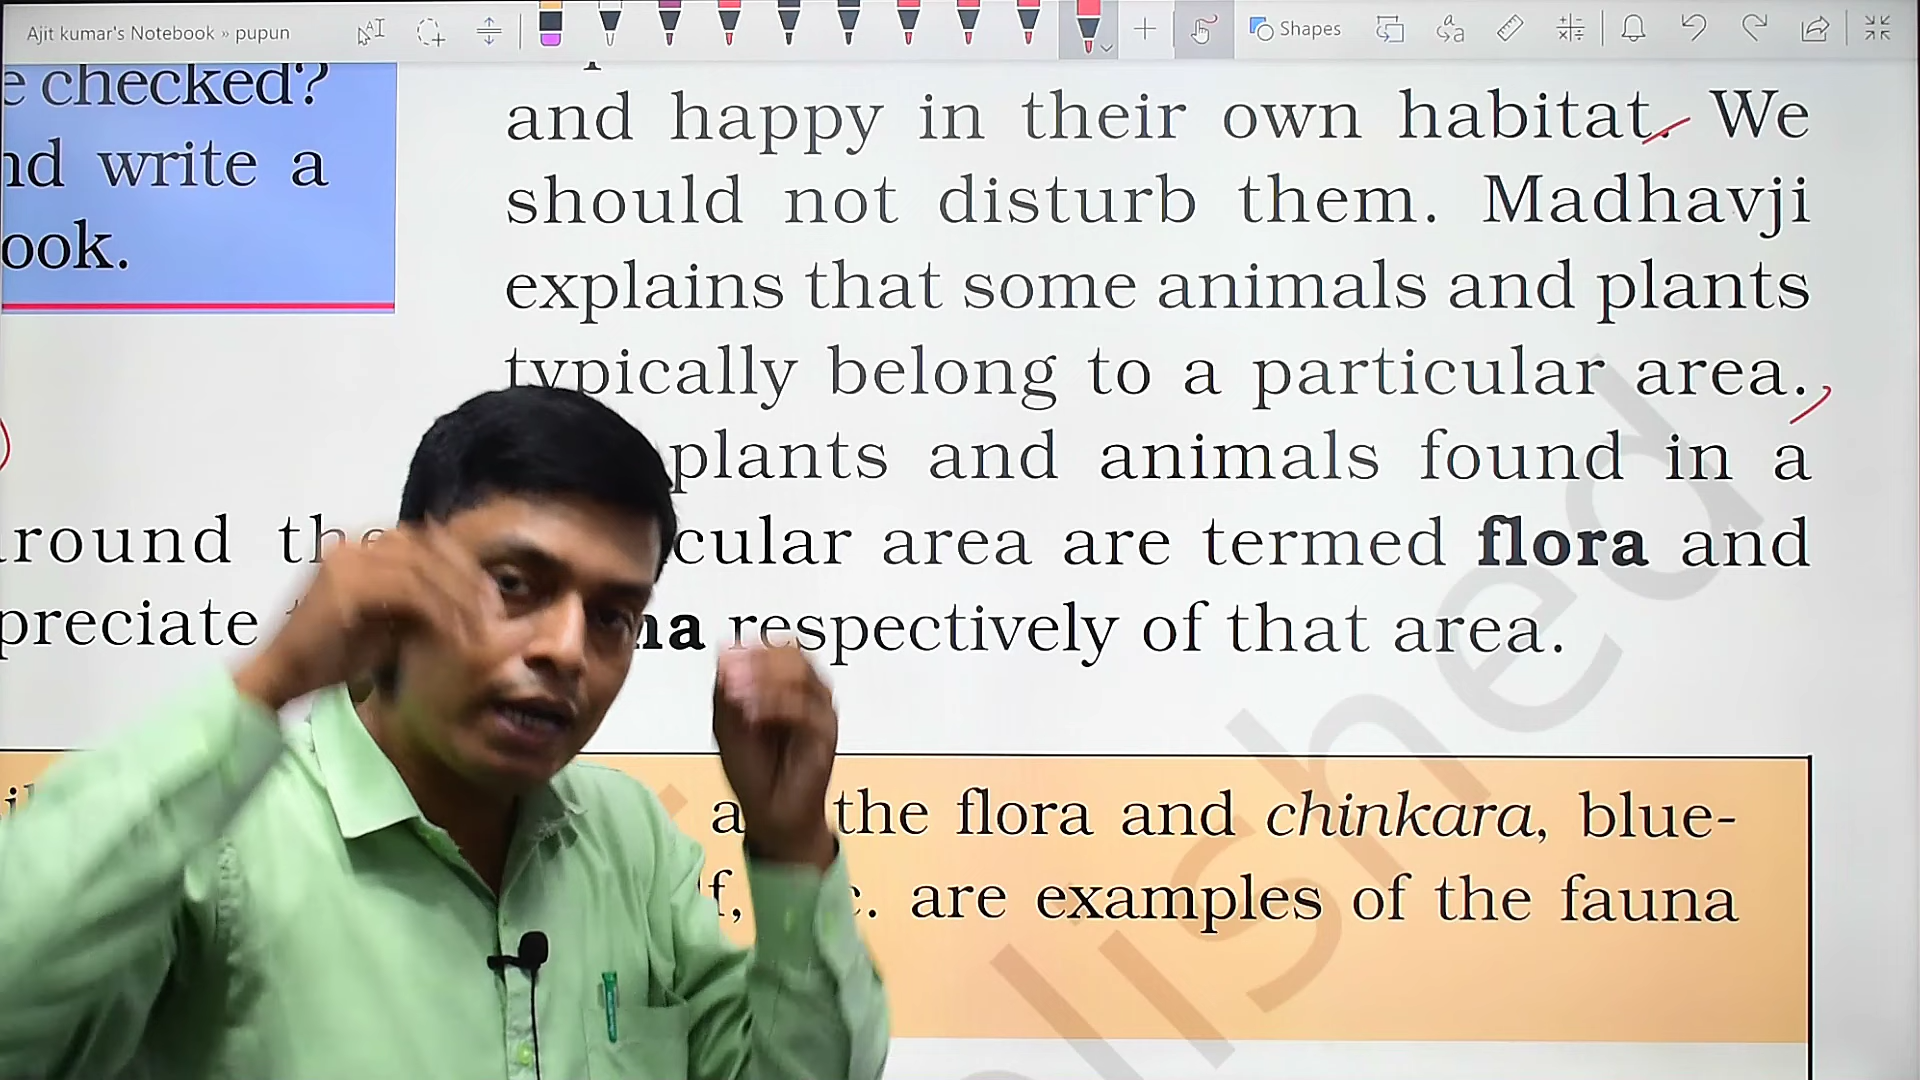 Ajit kumar's Notebook » pupun
Shapes
e checked?
nd write a
ook.
and happy in their own habitat. We
should not disturb them. Madhavji
explains that some animals and plants
typically belong to a particular area.
plants and animals found in a
round the cular area are termed flora and
preciate na respectively of that area.
the flora and chinkara, blue-
f, c. are examples of the fauna
lished